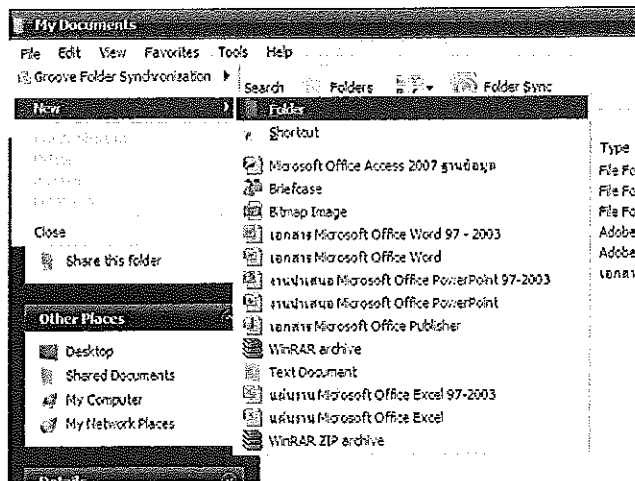 My Documents
File Edit View Favorites Tools Help
Groove Folder Synchronization
Search Folders Folder Sync
New
Folder
Shortcut
Type
Microsoft Office Access 2007 ฐานข้อมูล
File Fo
Briefcase
File Fo
Bitmap Image
File Fo
Close
เอกสาร Microsoft Office Word 97 - 2003
Adobe
Share this folder
เอกสาร Microsoft Office Word
Adobe
งานนำเสนอ Microsoft Office PowerPoint 97-2003
เอกสาร
งานนำเสนอ Microsoft Office PowerPoint
Other Places
เอกสาร Microsoft Office Publisher
Desktop
WinRAR archive
Shared Documents
Text Document
My Computer
แผ่นงาน Microsoft Office Excel 97-2003
My Network Places
แผ่นงาน Microsoft Office Excel
WinRAR ZIP archive
Details